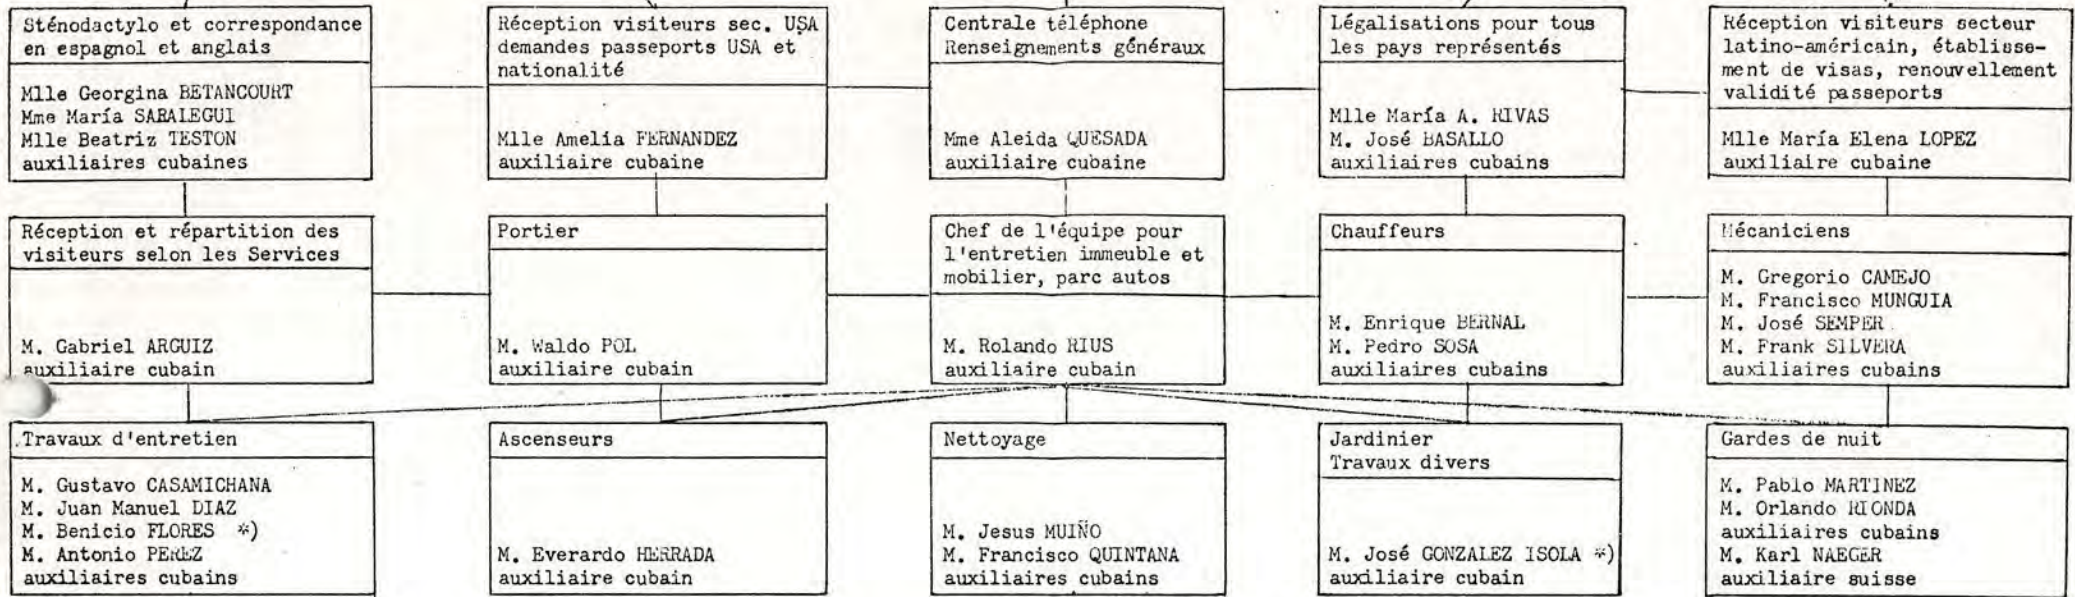 Sténodactylo et correspondance
en espagnol et anglais
Mlle Georgina BETANCOURT
Mme María SARALEGUI
Mlle Beatriz TESTON
auxiliaires cubaines
Réception visiteurs sec. USA
demandes passeports USA et
nationalité
Mlle Amelia FERNANDEZ
auxiliaire cubaine
Centrale téléphone
Renseignements généraux
Mme Aleida QUESADA
auxiliaire cubaine
Légalisations pour tous
les pays représentés
Mlle María A. RIVAS
M. José BASALLO
auxiliaires cubains
Réception visiteurs secteur
latino-américain, établisse-
ment de visas, renouvellement
validité passeports
Mlle María Elena LOPEZ
auxiliaire cubaine
Réception et répartition des
visiteurs selon les Services
M. Gabriel ARGUIZ
auxiliaire cubain
Portier
M. Waldo POL
auxiliaire cubain
Chef de l'équipe pour
l'entretien immeuble et
mobilier, parc autos
M. Rolando RIUS
auxiliaire cubain
Chauffeurs
M. Enrique BERNAL
M. Pedro SOSA
auxiliaires cubains
Mécaniciens
M. Gregorio CAMEJO
M. Francisco MUNGUIA
M. José SEMPER
M. Frank SILVERA
auxiliaires cubains
Travaux d'entretien
M. Gustavo CASAMICHANA
M. Juan Manuel DIAZ
M. Benicio FLORES *)
M. Antonio PEREZ
auxiliaires cubains
Ascenseurs
M. Everardo HERRADA
auxiliaire cubain
Nettoyage
M. Jesus MUIÑO
M. Francisco QUINTANA
auxiliaires cubains
Jardinier
Travaux divers
M. José GONZALEZ ISOLA *)
auxiliaire cubain
Gardes de nuit
M. Pablo MARTINEZ
M. Orlando RIONDA
auxiliaires cubains
M. Karl NAEGER
auxiliaire suisse